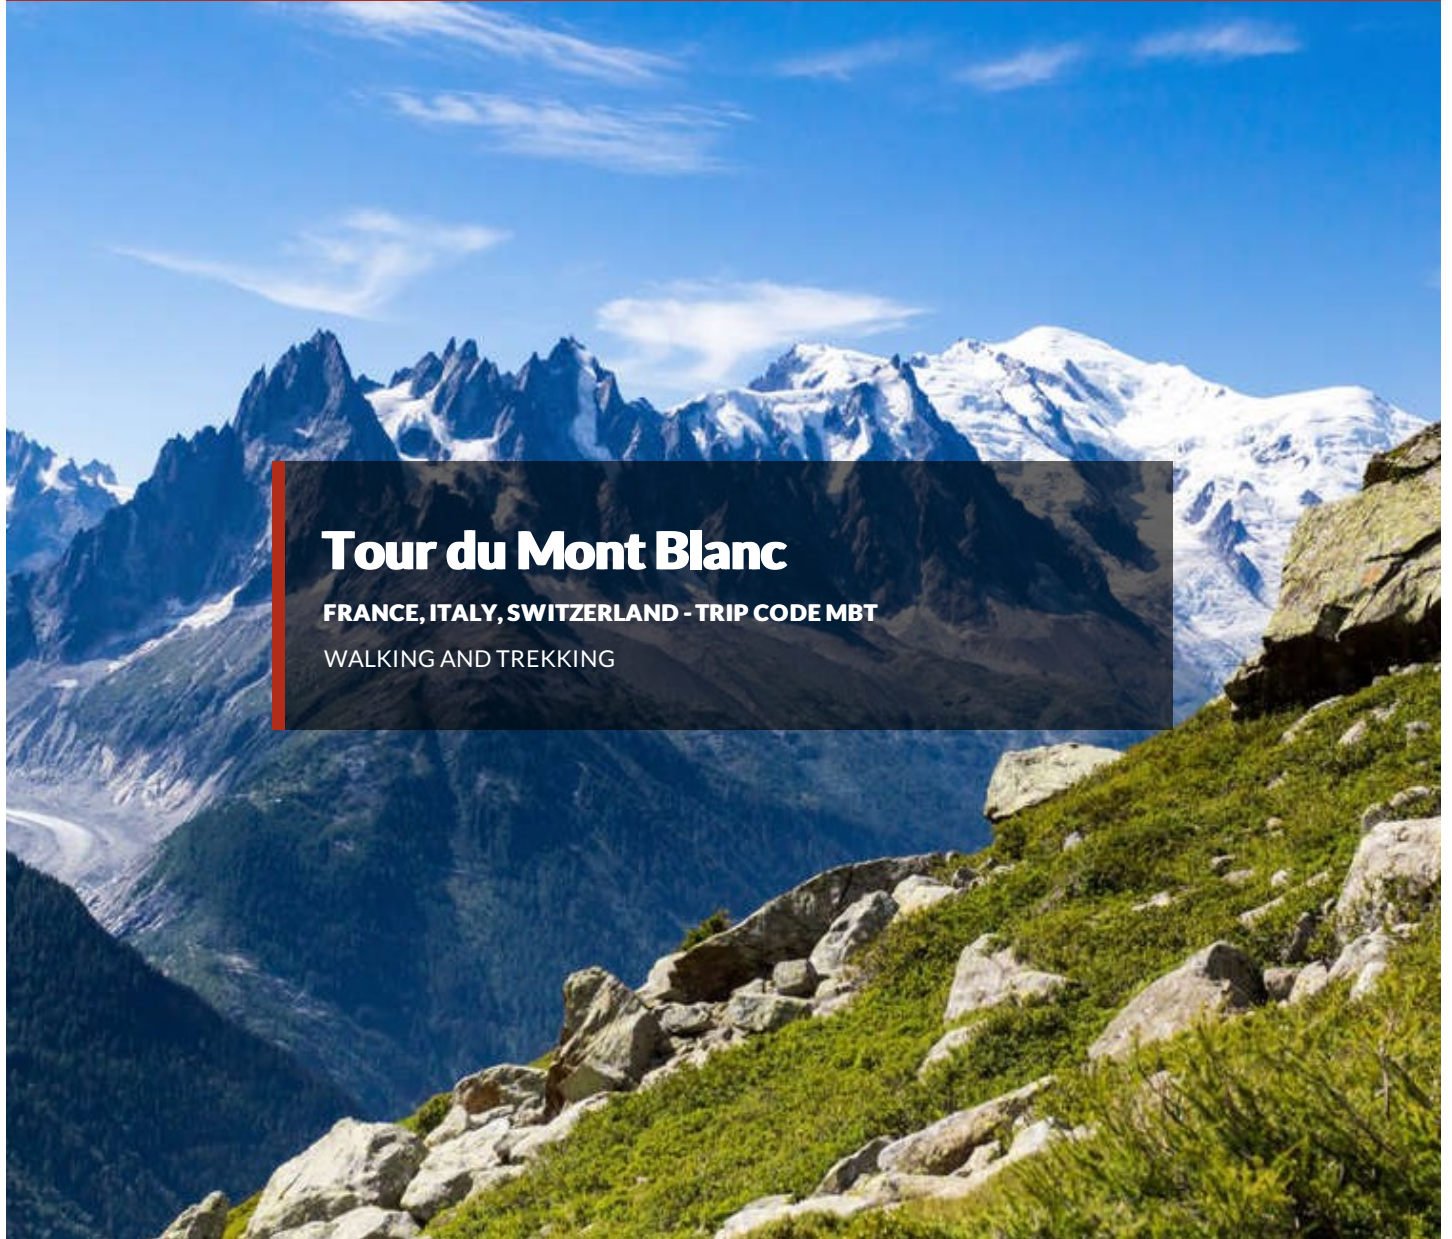 Tour du Mont Blanc
FRANCE, ITALY, SWITZERLAND - TRIP CODE MBT
WALKING AND TREKKING